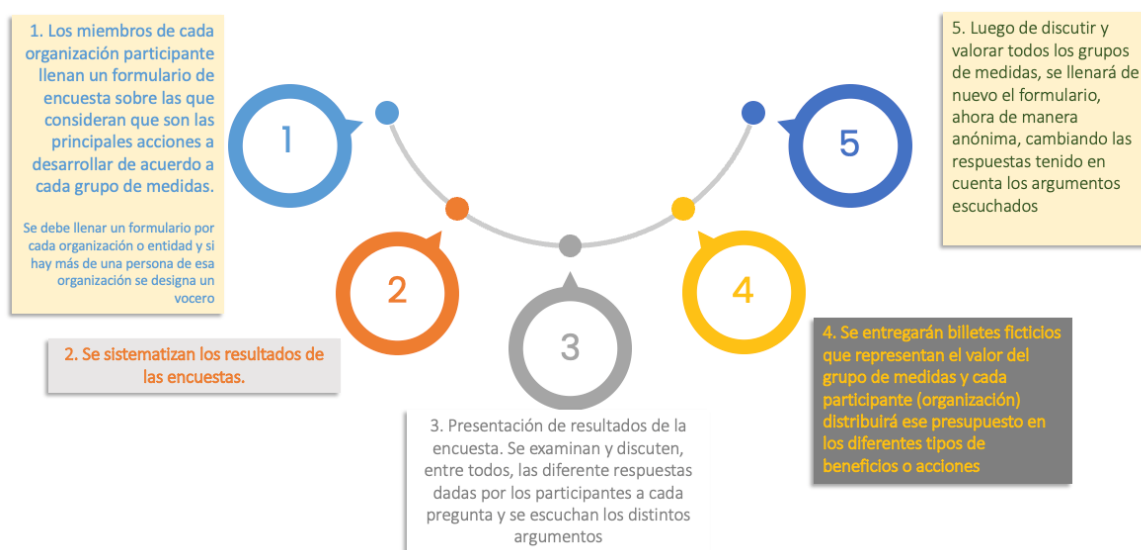 1. Los miembros de cada
organización participante
llenan un formulario de
encuesta sobre las que
consideran que son las
principales acciones a
desarrollar de acuerdo a
cada grupo de medidas.
Se debe llenar un formulario por
cada organización o entidad y si
hay más de una persona de esa
organización se designa un
vocero
1
2
2. Se sistematizan los resultados de
las encuestas.
3
3. Presentación de resultados de la
encuesta. Se examinan y discuten,
entre todos, las diferente respuestas
dadas por los participantes a cada
pregunta y se escuchan los distintos
argumentos
4
4. Se entregarán billetes ficticios
que representan el valor del
grupo de medidas y cada
participante (organización)
distribuirá ese presupuesto en
los diferentes tipos de
beneficios o acciones
5
5. Luego de discutir y
valorar todos los grupos
de medidas, se llenará de
nuevo el formulario,
ahora de manera
anónima, cambiando las
respuestas tenido en
cuenta los argumentos
escuchados